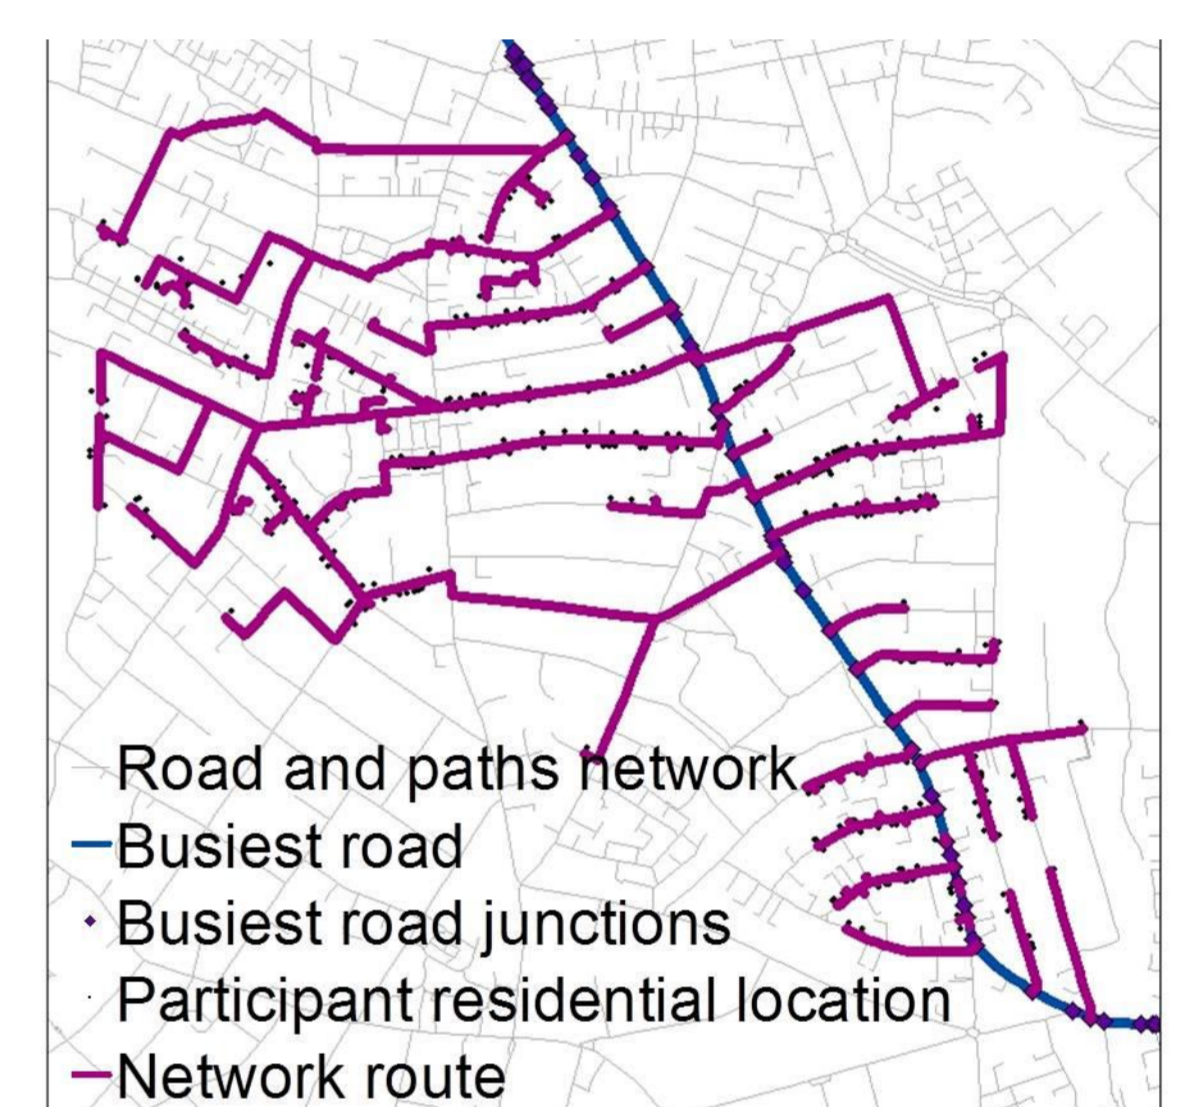 Road and paths network
Busiest road
Busiest road junctions
Participant residential location
Network route